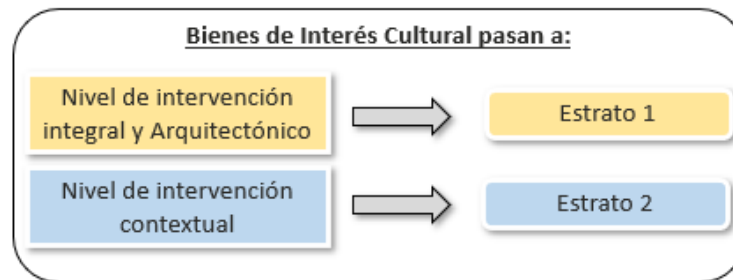 Bienes de Interés Cultural pasan a:
Nivel de intervención
integral y Arquitectónico
Estrato 1
Nivel de intervención
contextual
Estrato 2